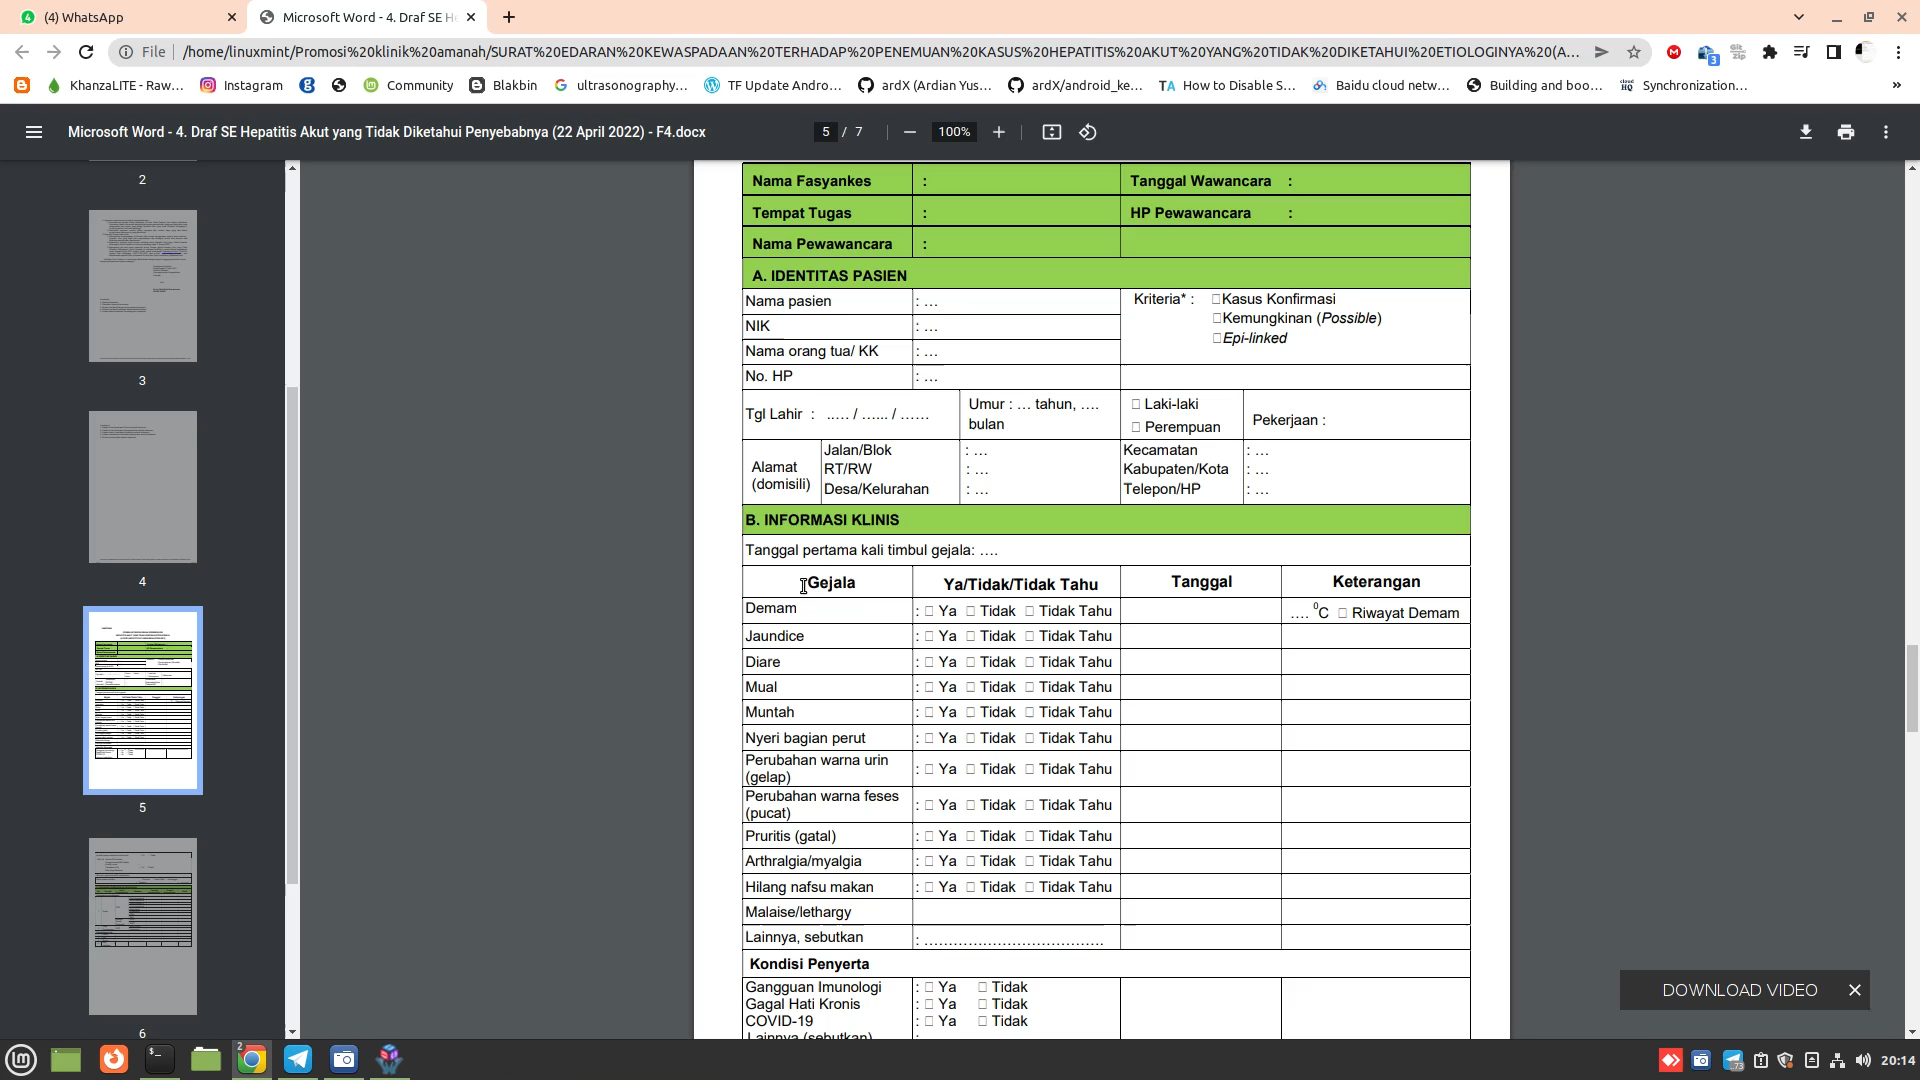 (4) WhatsApp
Microsoft Word - 4. Draf SE H
File
/home/linuxmint/Promosi%20klinik%20amanah/SURAT%20EDARAN%20KEWASPADAAN%20TERHADAP%20PENEMUAN%20KASUS%20HEPATITIS%20AKUT%20YANG%20TIDAK%20DIKETAHUI%20ETIOLOGINYA%20(A...
3
KhanzaLITE - Raw... Instagram Community Blakbin ultrasonography... TF Update Andro... ardX (Ardian Yus... ardX/android_ke... How to Disable S... Baidu cloud netw... Building and boo... Synchronization...
Microsoft Word - 4. Draf SE Hepatitis Akut yang Tidak Diketahui Penyebabnya (22 April 2022) - F4.docx
5 / 7
100%
2
3
4
5
6
Nama Fasyankes : Tanggal Wawancara :
Tempat Tugas : HP Pewawancara :
Nama Pewawancara :
A. IDENTITAS PASIEN
Nama pasien : … Kriteria* : □Kasus Konfirmasi
NIK : … □Kemungkinan (Possible)
□Epi-linked
Nama orang tua/ KK : …
No. HP : …
Tgl Lahir : ..… / …... / …… Umur : … tahun, …. bulan □ Laki-laki □ Perempuan Pekerjaan :
Alamat (domisili)
Jalan/Blok : … Kecamatan : …
RT/RW : … Kabupaten/Kota : …
Desa/Kelurahan : … Telepon/HP : …
B. INFORMASI KLINIS
Tanggal pertama kali timbul gejala: ….
Gejala Ya/Tidak/Tidak Tahu Tanggal Keterangan
Demam : □ Ya □ Tidak □ Tidak Tahu …. ⁰C □ Riwayat Demam
Jaundice : □ Ya □ Tidak □ Tidak Tahu
Diare : □ Ya □ Tidak □ Tidak Tahu
Mual : □ Ya □ Tidak □ Tidak Tahu
Muntah : □ Ya □ Tidak □ Tidak Tahu
Nyeri bagian perut : □ Ya □ Tidak □ Tidak Tahu
Perubahan warna urin (gelap) : □ Ya □ Tidak □ Tidak Tahu
Perubahan warna feses (pucat) : □ Ya □ Tidak □ Tidak Tahu
Pruritis (gatal) : □ Ya □ Tidak □ Tidak Tahu
Arthralgia/myalgia : □ Ya □ Tidak □ Tidak Tahu
Hilang nafsu makan : □ Ya □ Tidak □ Tidak Tahu
Malaise/lethargy
Lainnya, sebutkan : ……………………………….
Kondisi Penyerta
Gangguan Imunologi : □ Ya □ Tidak
Gagal Hati Kronis : □ Ya □ Tidak
COVID-19 : □ Ya □ Tidak
Lainnya (sebutkan) :
DOWNLOAD VIDEO
2
73
20:14